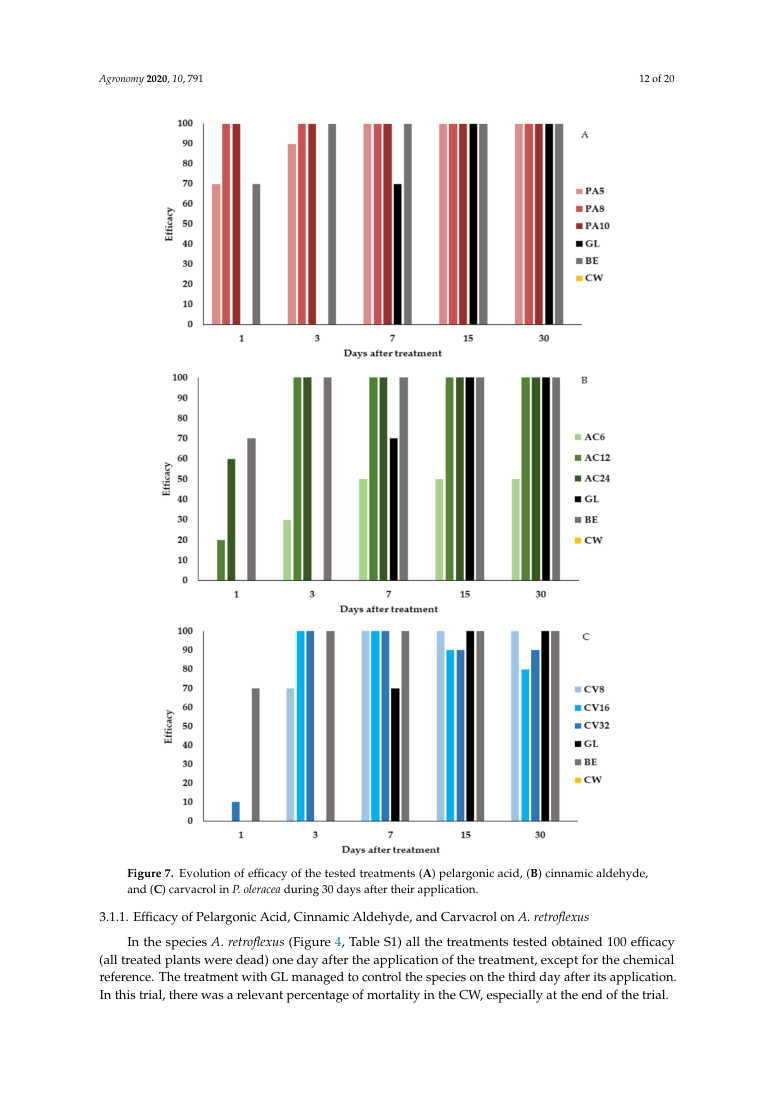 Agronomy 2020, 10, 791
12 of 20
100
90
80
70
60
50
40
30
20
10
0
Efficacy
1 3 7 15 30
Days after treatment
A
PA5
PA8
PA10
GL
BE
CW
100
90
80
70
60
50
40
30
20
10
0
Efficacy
1 3 7 15 30
Days after treatment
B
AC6
AC12
AC24
GL
BE
CW
100
90
80
70
60
50
40
30
20
10
0
Efficacy
1 3 7 15 30
Days after treatment
C
CV8
CV16
CV32
GL
BE
CW
Figure 7. Evolution of efficacy of the tested treatments (A) pelargonic acid, (B) cinnamic aldehyde,
and (C) carvacrol in P. oleracea during 30 days after their application.
3.1.1. Efficacy of Pelargonic Acid, Cinnamic Aldehyde, and Carvacrol on A. retroflexus
In the species A. retroflexus (Figure 4, Table S1) all the treatments tested obtained 100 efficacy
(all treated plants were dead) one day after the application of the treatment, except for the chemical
reference. The treatment with GL managed to control the species on the third day after its application.
In this trial, there was a relevant percentage of mortality in the CW, especially at the end of the trial.